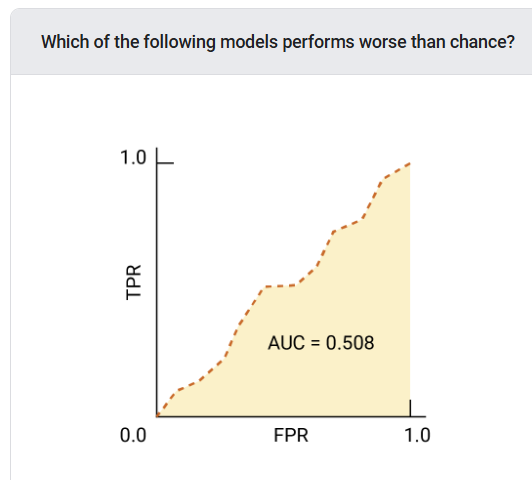 Which of the following models performs worse than chance?
1.0
TPR
AUC = 0.508
0.0
FPR
1.0